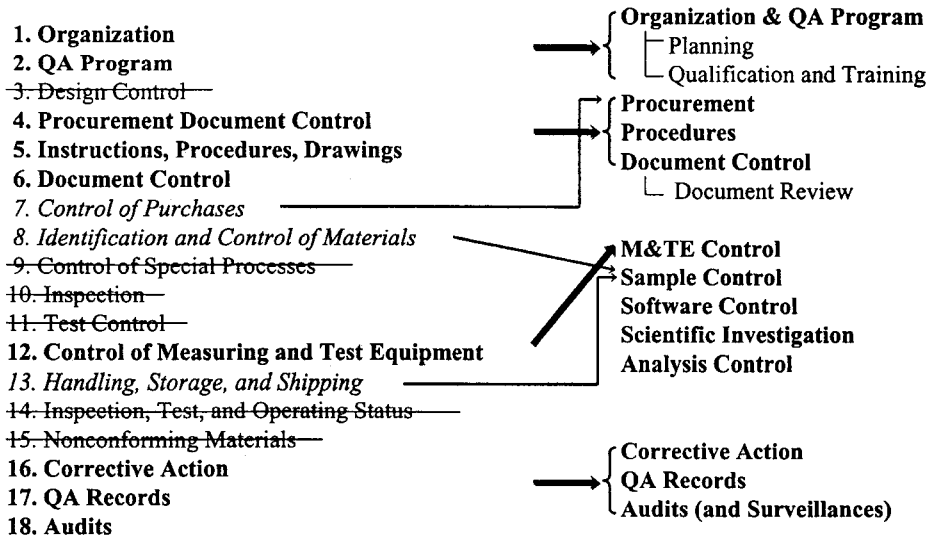 1. Organization
2. QA Program
3. Design Control
4. Procurement Document Control
5. Instructions, Procedures, Drawings
6. Document Control
7. Control of Purchases
8. Identification and Control of Materials
9. Control of Special Processes
10. Inspection
11. Test Control
12. Control of Measuring and Test Equipment
13. Handling, Storage, and Shipping
14. Inspection, Test, and Operating Status
15. Nonconforming Materials
16. Corrective Action
17. QA Records
18. Audits
Organization & QA Program
Planning
Qualification and Training
Procurement
Procedures
Document Control
Document Review
M&TE Control
Sample Control
Software Control
Scientific Investigation
Analysis Control
Corrective Action
QA Records
Audits (and Surveillances)